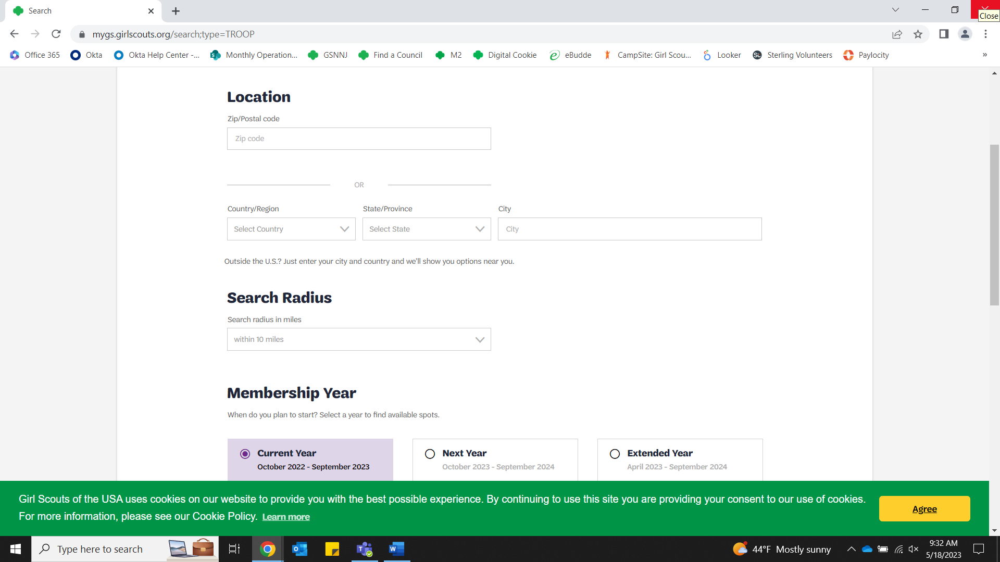 Search
Close
mygs.girlscouts.org/search;type=TROOP
Office 365 Okta Okta Help Center -... Monthly Operation... GSNNJ Find a Council M2 Digital Cookie eBudde CampSite: Girl Scou... Looker Sterling Volunteers Paylocity »
Location
Zip/Postal code
Zip code
OR
Country/Region State/Province City
Select Country Select State City
Outside the U.S.? Just enter your city and country and we'll show you options near you.
Search Radius
Search radius in miles
within 10 miles
Membership Year
When do you plan to start? Select a year to find available spots.
Current Year Next Year Extended Year
October 2022 - September 2023 October 2023 - September 2024 April 2023 - September 2024
Girl Scouts of the USA uses cookies on our website to provide you with the best possible experience. By continuing to use this site you are providing your consent to our use of cookies.
For more information, please see our Cookie Policy. Learn more
Agree
Type here to search
44°F Mostly sunny
9:32 AM
5/18/2023